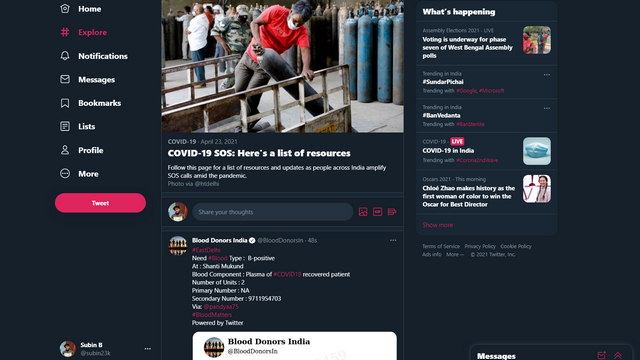 Home
Explore
Notifications
Messages
Bookmarks
Lists
Profile
More
Tweet
Subin B
@subin23k
COVID-19 · April 23, 2021
COVID-19 SOS: Here's a list of resources
Follow this page for a list of resources and updates as people across India amplify
SOS calls amid the pandemic.
Photo via @htdelhi
Share your thoughts
GIF
Blood Donors India @BloodDonorsIn · 48s
#EastDelhi
Need #Blood Type : B-positive
At : Shanti Mukund
Blood Component : Plasma of #COVID19 recovered patient
Number of Units : 2
Primary Number : NA
Secondary Number : 9711954703
Via: @pandyaa73
#BloodMatters
Powered by Twitter
Blood Donors India
@BloodDonorsIn
What's happening
Assembly Elections 2021 · LIVE
Voting is underway for phase
seven of West Bengal Assembly
polls
Trending in India
#SundarPichai
Trending with #Google, #Microsoft
Trending in India
#BanVedanta
Trending with
COVID-19 · LIVE
COVID-19 in India
Trending with #Corona2ndWave
Oscars 2021 · This morning
Chloé Zhao makes history as the
first woman of color to win the
Oscar for Best Director
Show more
Terms of Service Privacy Policy Cookie Policy
Ads info More ··· © 2021 Twitter, Inc.
Messages